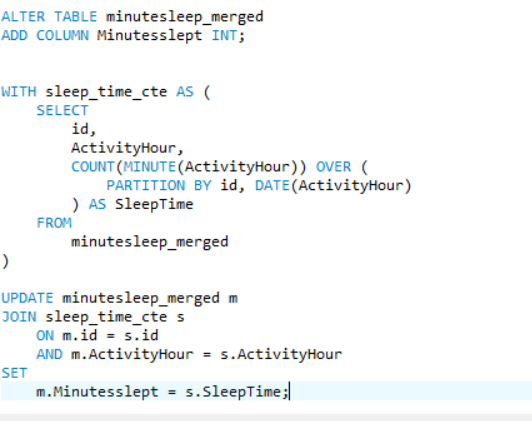 ALTER TABLE minutesleep_merged
ADD COLUMN Minutesslept INT;
WITH sleep_time_cte AS (
    SELECT
        id,
        ActivityHour,
        COUNT(MINUTE(ActivityHour)) OVER (
            PARTITION BY id, DATE(ActivityHour)
        ) AS SleepTime
    FROM
        minutesleep_merged
)
UPDATE minutesleep_merged m
JOIN sleep_time_cte s
    ON m.id = s.id
    AND m.ActivityHour = s.ActivityHour
SET
    m.Minutesslept = s.SleepTime;